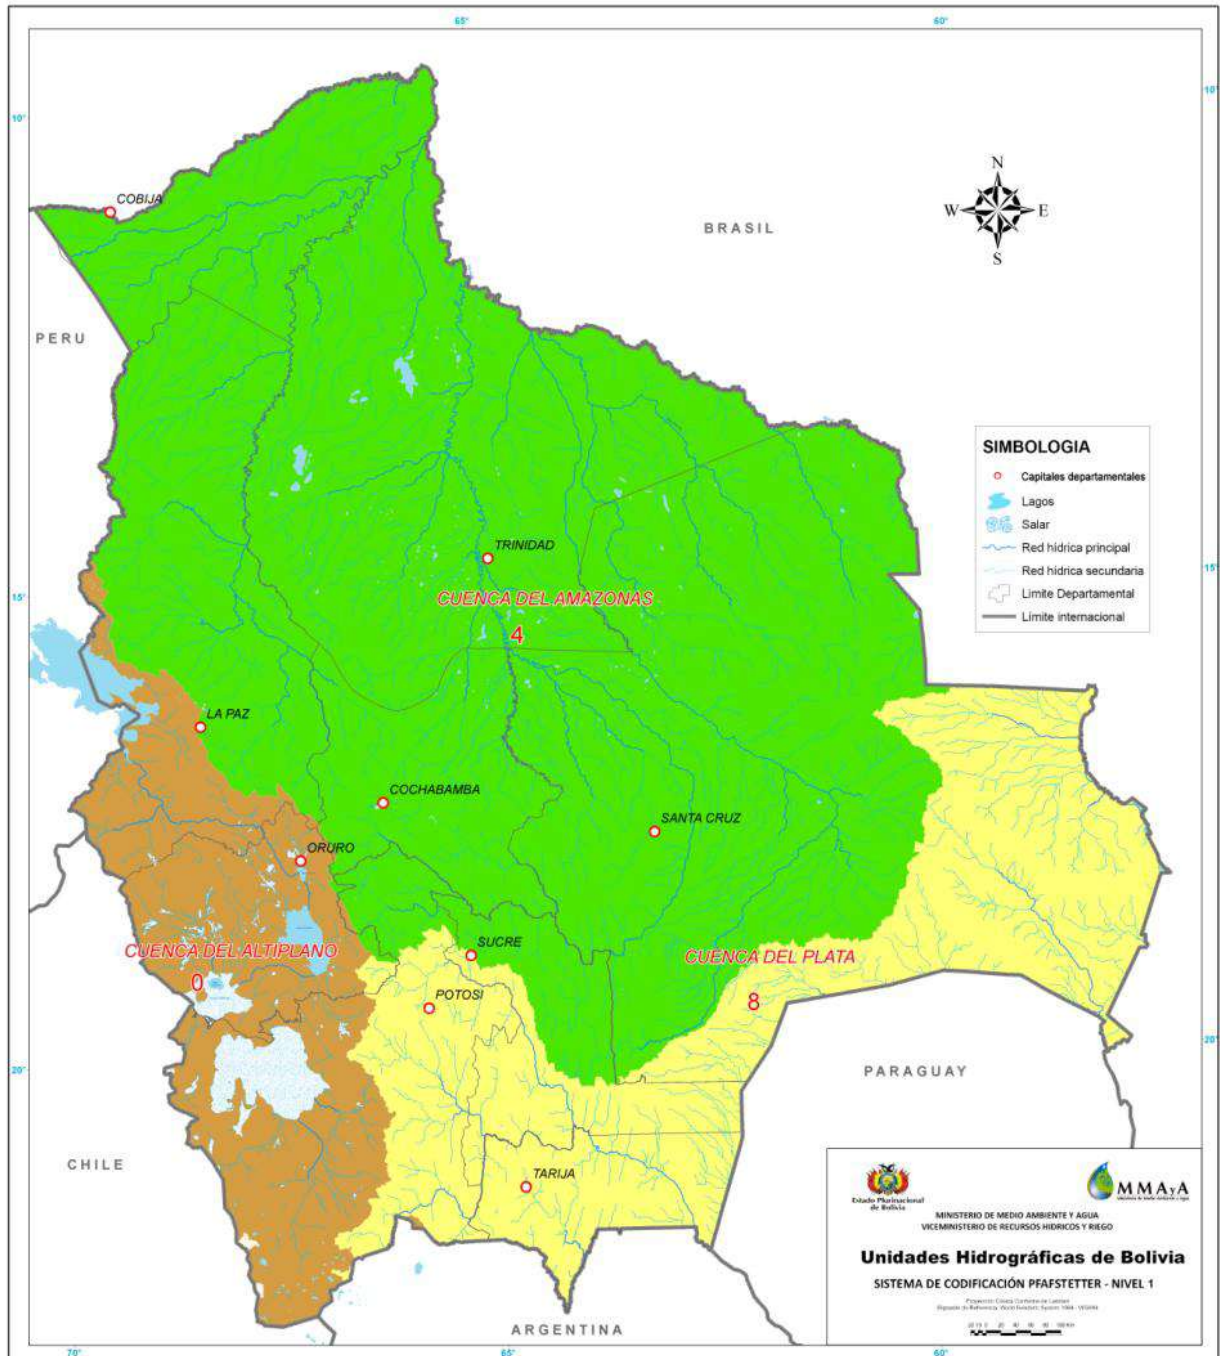 65°
60°
10°
10°
COBIJA
N
W
E
S
BRASIL
PERU
SIMBOLOGIA
Capitales departamentales
Lagos
Salar
Red hídrica principal
Red hídrica secundaria
Limite Departamental
Limite internacional
TRINIDAD
15°
15°
CUENCA DEL AMAZONAS
4
LA PAZ
COCHABAMBA
SANTA CRUZ
ORURO
CUENCA DEL ALTIPLANO
0
SUCRE
CUENCA DEL PLATA
8
POTOSI
20°
20°
PARAGUAY
CHILE
TARIJA
ARGENTINA
Estado Plurinacional
de Bolivia
MMAyA
MINISTERIO DE MEDIO AMBIENTE Y AGUA
VICEMINISTERIO DE RECURSOS HIDRICOS Y RIEGO
Unidades Hidrográficas de Bolivia
SISTEMA DE CODIFICACIÓN PFAFSTETTER - NIVEL 1
70°
65°
60°